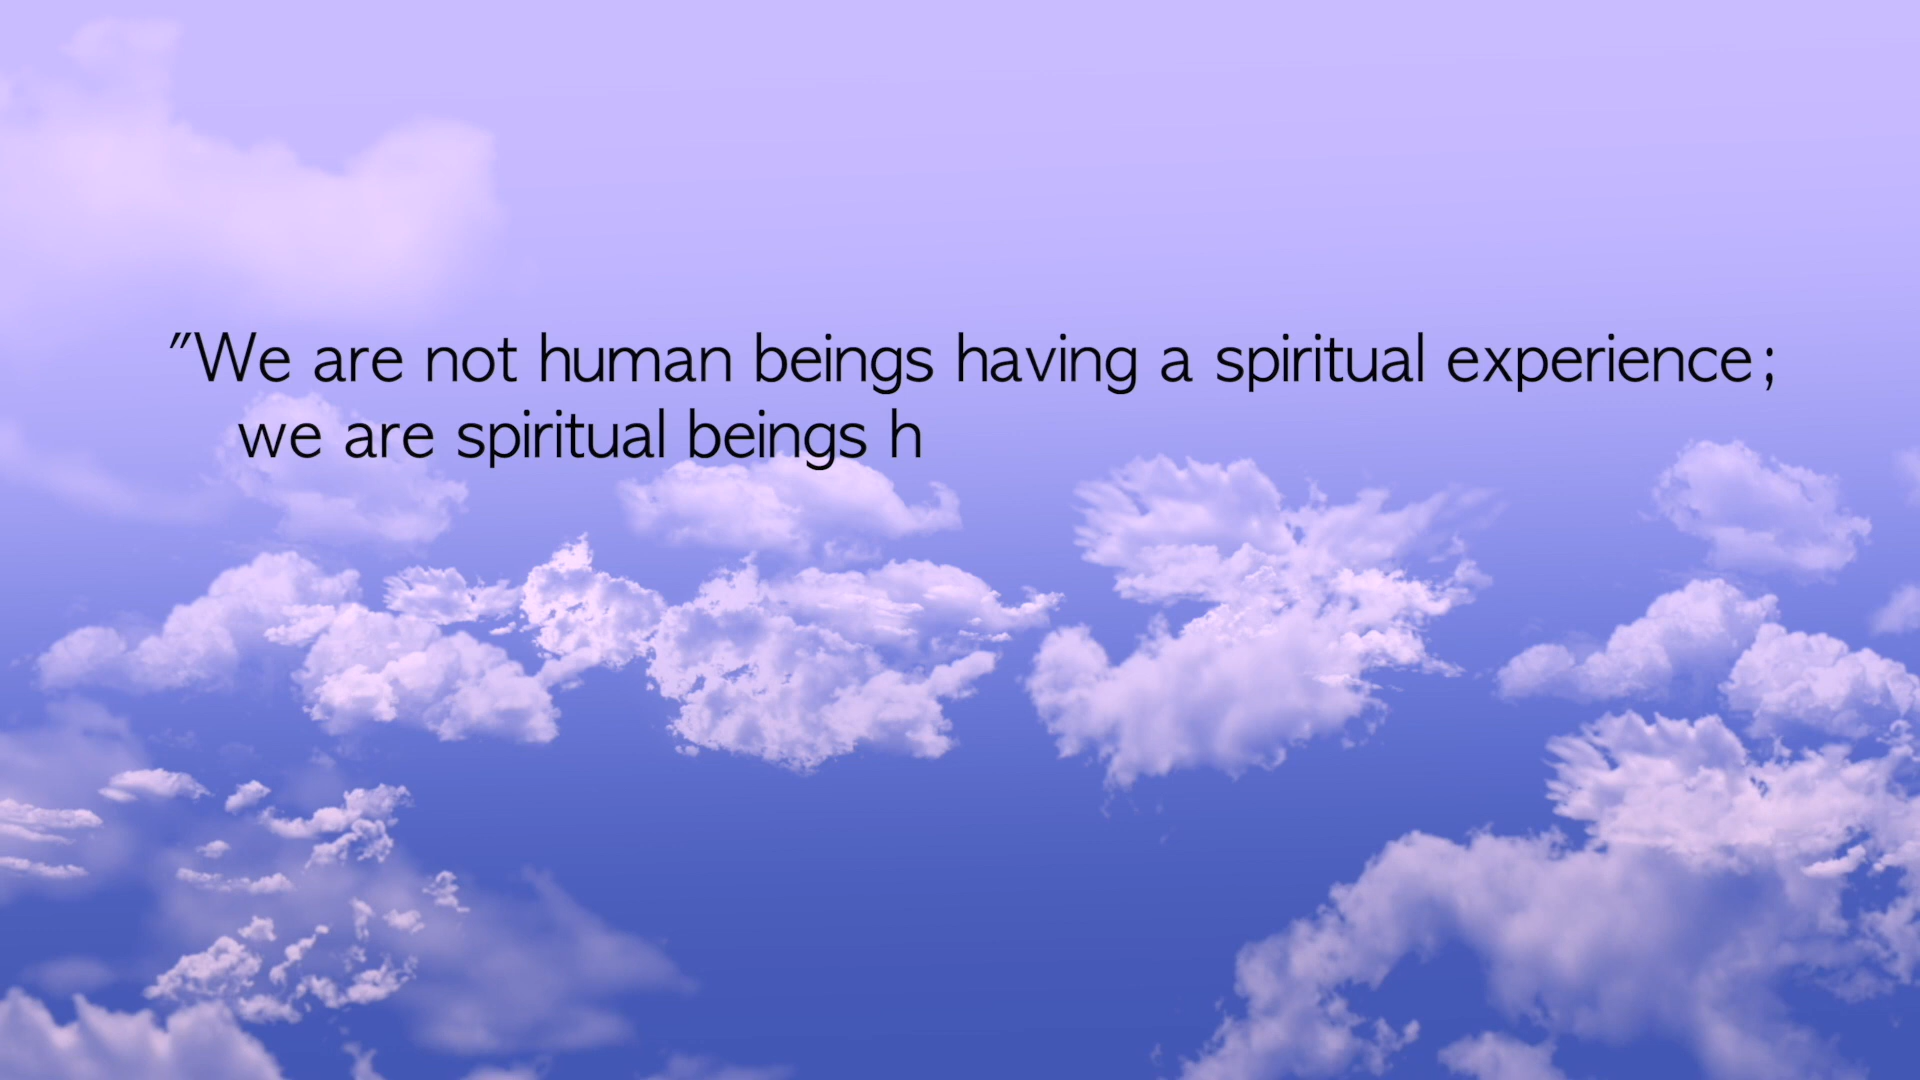 "We are not human beings having a spiritual experience;
we are spiritual beings h